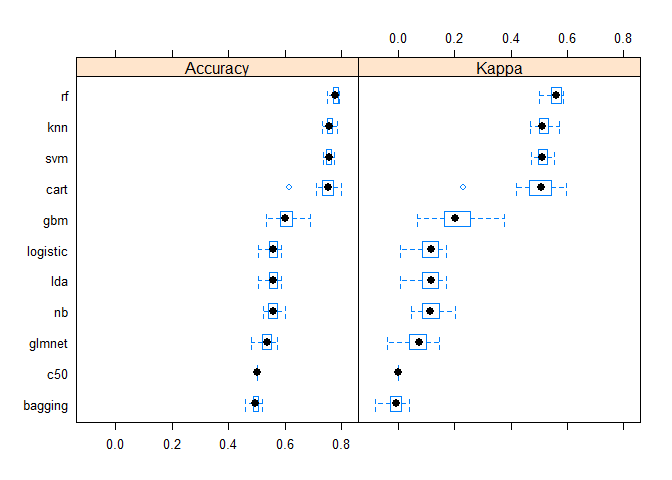 0.0 0.2 0.4 0.6 0.8
Accuracy Kappa
rf
knn
svm
cart
gbm
logistic
lda
nb
glmnet
c50
bagging
0.0 0.2 0.4 0.6 0.8